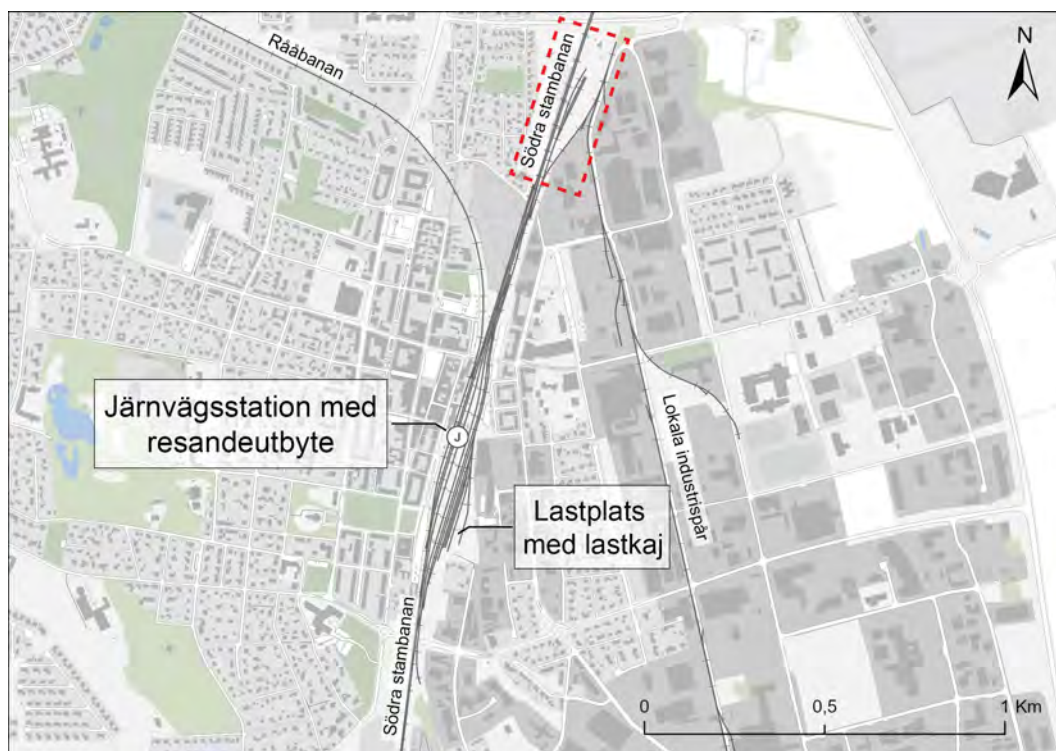 Rååbanan
Södra stambanan
N
Järnvägsstation med
resandeutbyte
J
Lastplats
med lastkaj
Lokala industrispår
Södra stambanan
0
0,5
1 Km